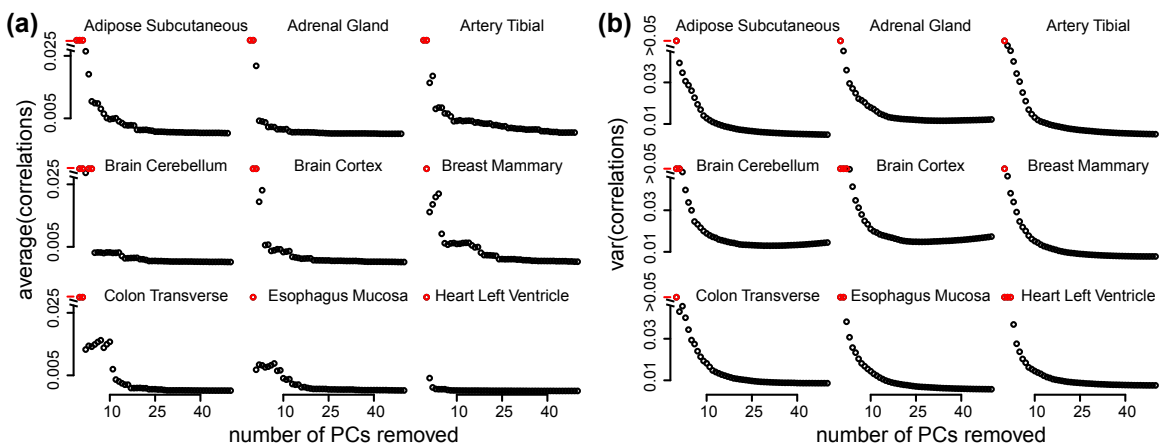 (a)
Adipose Subcutaneous Adrenal Gland Artery Tibial
0.025
0.005
Brain Cerebellum Brain Cortex Breast Mammary
0.025
0.005
Colon Transverse Esophagus Mucosa Heart Left Ventricle
0.025
0.005
average(correlations)
10 25 40 10 25 40 10 25 40
number of PCs removed
(b)
Adipose Subcutaneous Adrenal Gland Artery Tibial
>0.05
0.03
0.01
Brain Cerebellum Brain Cortex Breast Mammary
>0.05
0.03
0.01
Colon Transverse Esophagus Mucosa Heart Left Ventricle
>0.05
0.03
0.01
var(correlations)
10 25 40 10 25 40 10 25 40
number of PCs removed